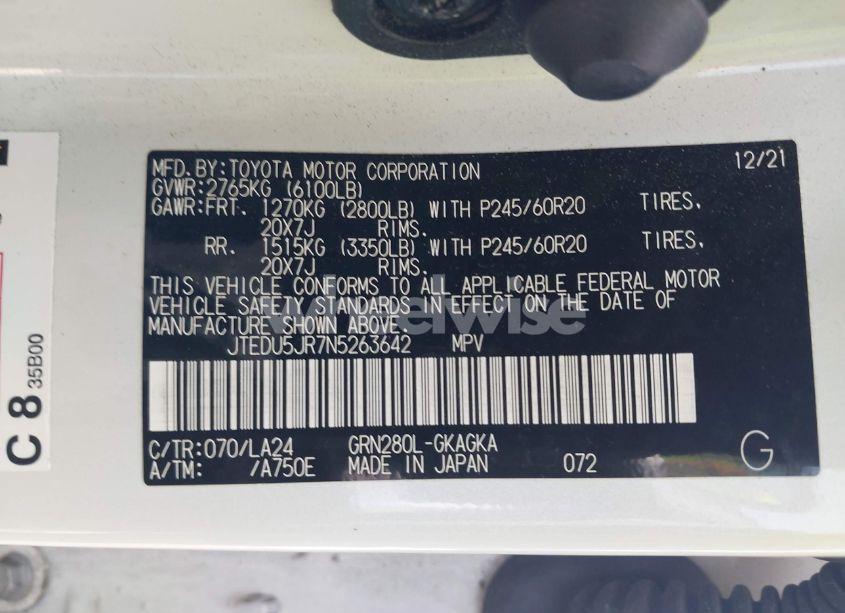 MFD.BY:TOYOTA MOTOR CORPORATION 12/21
GVWR:2765KG (6100LB)
GAWR:FRT. 1270KG (2800LB) WITH P245/60R20 TIRES,
20X7J RIMS.
RR. 1515KG (3350LB) WITH P245/60R20 TIRES,
20X7J RIMS.
THIS VEHICLE CONFORMS TO ALL APPLICABLE FEDERAL MOTOR
VEHICLE SAFETY STANDARDS IN EFFECT ON THE DATE OF
MANUFACTURE SHOWN ABOVE.
wheelwise
JTEDU5JR7N5263642 MPV
C/TR:070/LA24 GRN280L-GKAGKA
A/TM: /A750E MADE IN JAPAN 072 G
C 8 35B00